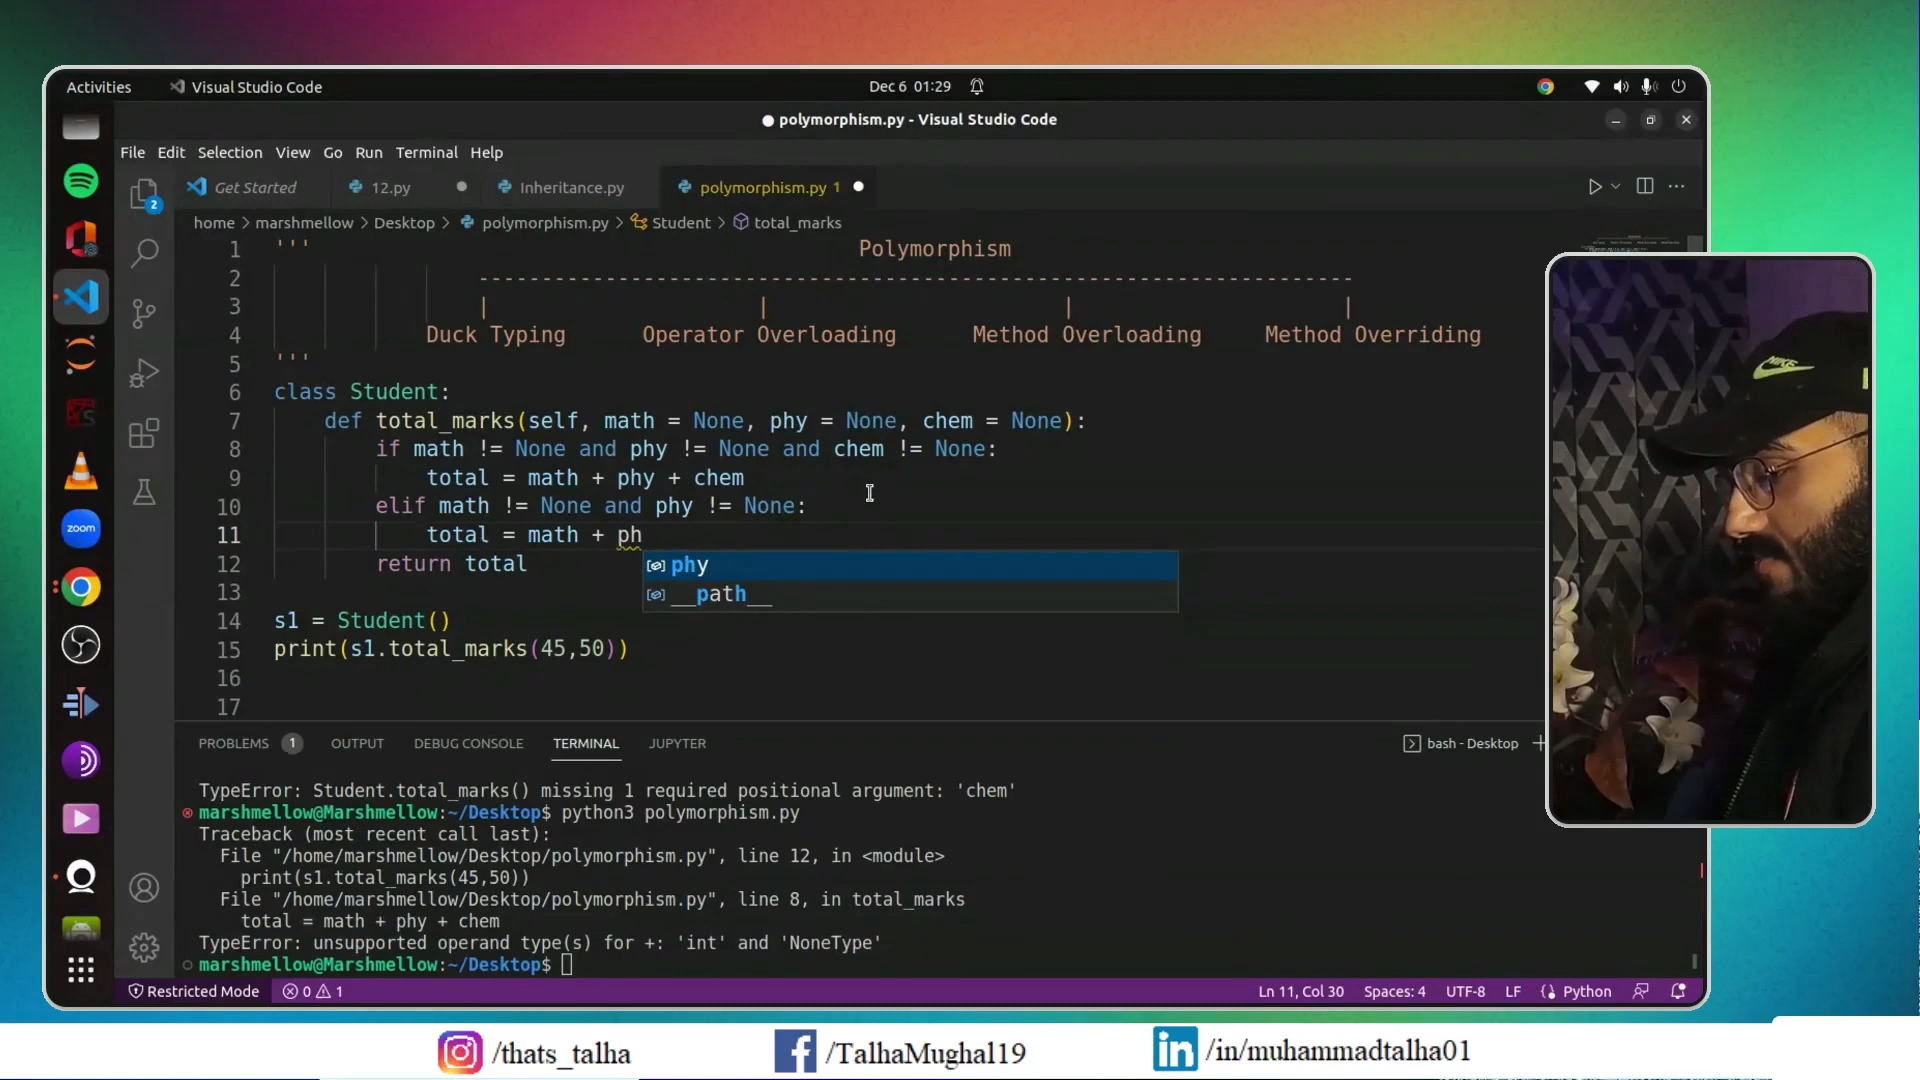 Activities Visual Studio Code Dec 6 01:29
polymorphism.py - Visual Studio Code
File Edit Selection View Go Run Terminal Help
Get Started 12.py Inheritance.py polymorphism.py 1
home > marshmellow > Desktop > polymorphism.py > Student > total_marks
1 ''' Polymorphism
2 --------------------------------------------------------------------
3 | | | |
4 Duck Typing Operator Overloading Method Overloading Method Overriding
5 '''
6 class Student:
7 def total_marks(self, math = None, phy = None, chem = None):
8 if math != None and phy != None and chem != None:
9 total = math + phy + chem
10 elif math != None and phy != None:
11 total = math + ph
phy
12 return total
__path__
13
14 s1 = Student()
15 print(s1.total_marks(45,50))
16
17
PROBLEMS 1 OUTPUT DEBUG CONSOLE TERMINAL JUPYTER bash - Desktop
TypeError: Student.total_marks() missing 1 required positional argument: 'chem'
marshmellow@Marshmellow:~/Desktop$ python3 polymorphism.py
Traceback (most recent call last):
File "/home/marshmellow/Desktop/polymorphism.py", line 12, in <module>
print(s1.total_marks(45,50))
File "/home/marshmellow/Desktop/polymorphism.py", line 8, in total_marks
total = math + phy + chem
TypeError: unsupported operand type(s) for +: 'int' and 'NoneType'
marshmellow@Marshmellow:~/Desktop$
Restricted Mode 0 1 Ln 11, Col 30 Spaces: 4 UTF-8 LF Python
/thats_talha /TalhaMughal19 /in/muhammadtalha01
zoom
2
NIKE